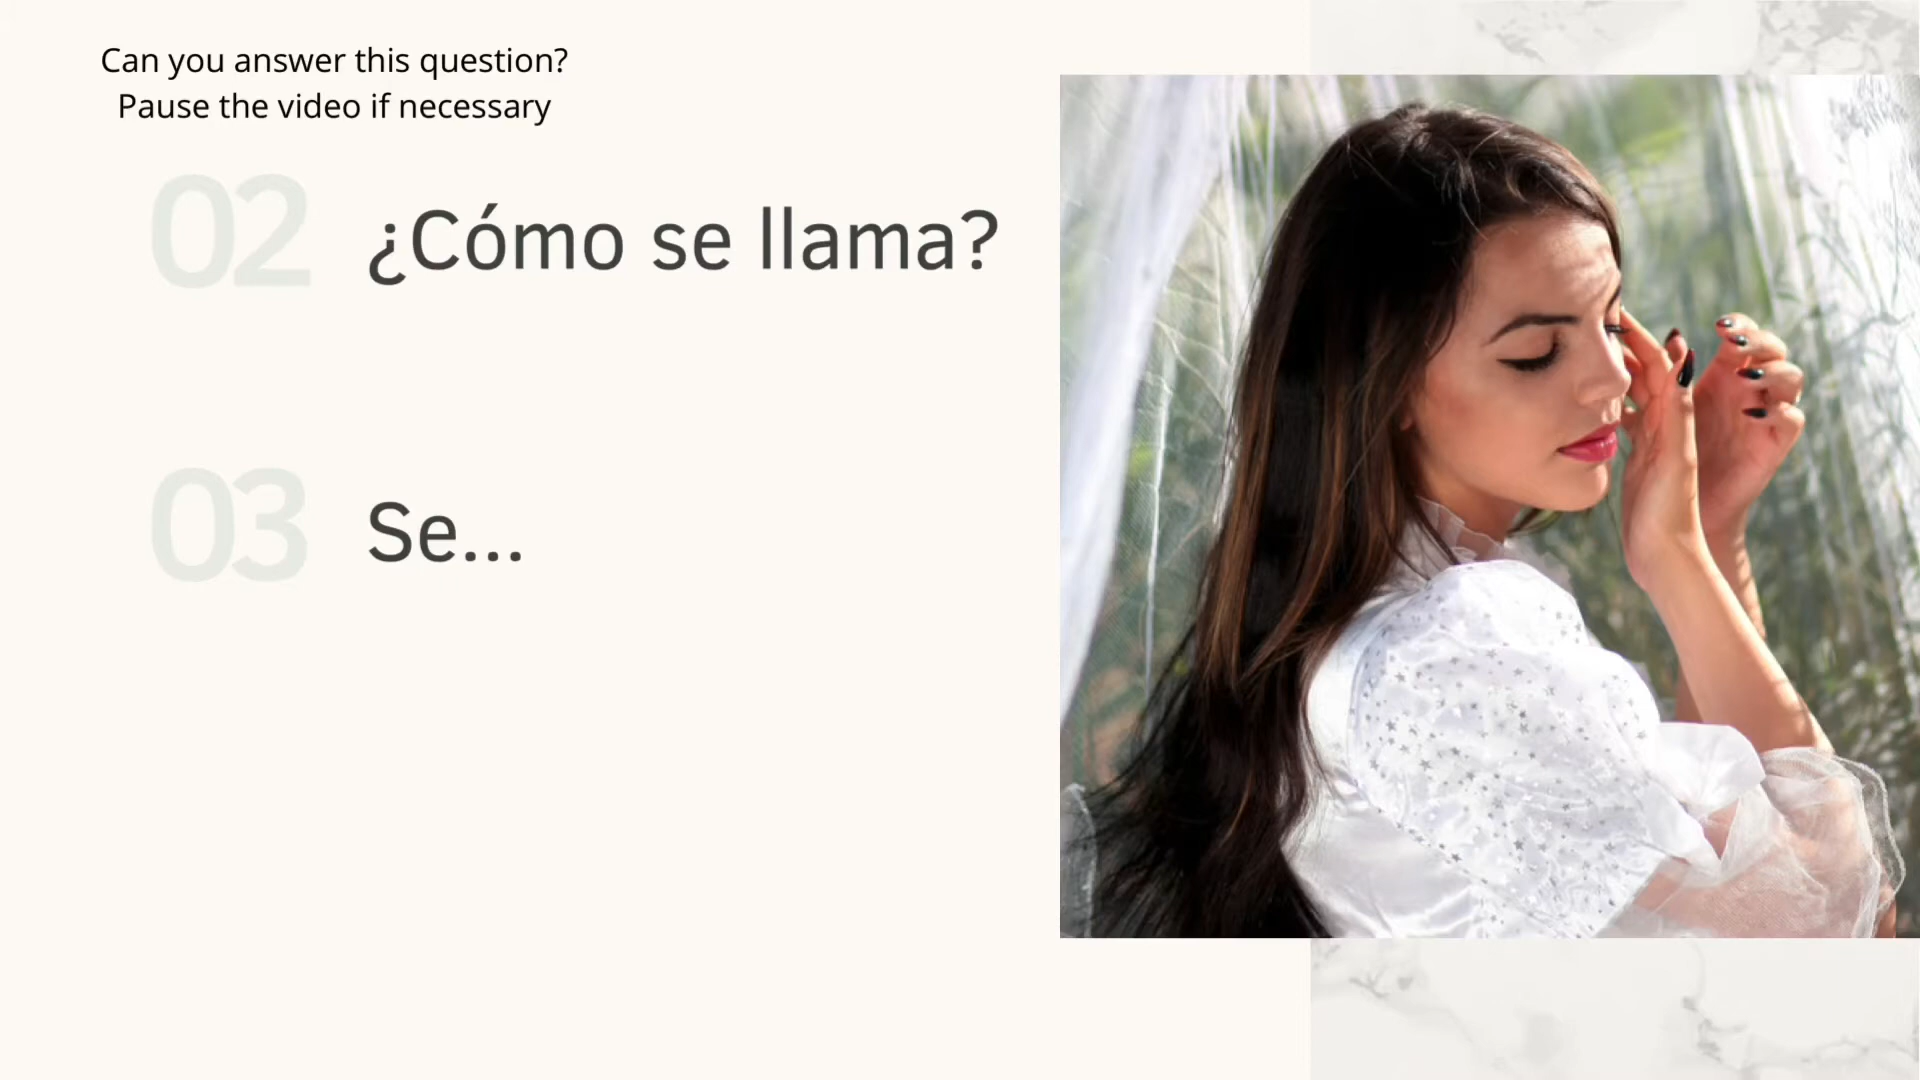 Can you answer this question?
Pause the video if necessary
02 ¿Cómo se llama?
03 Se...